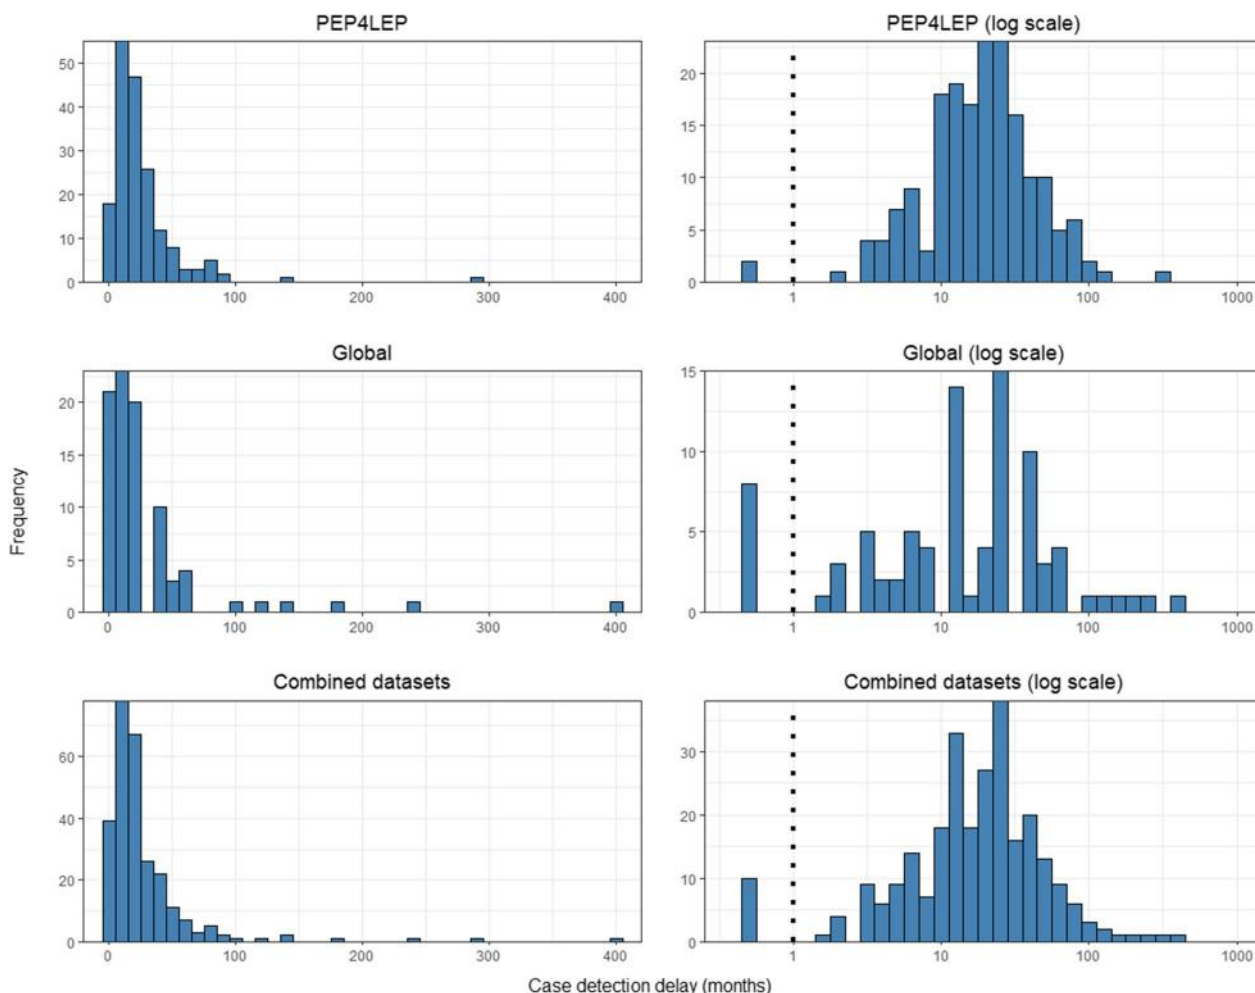 PEP4LEP
PEP4LEP (log scale)
50
40
30
20
10
0
0 100 200 300 400
20
15
10
5
0
1 10 100 1000
Global
Global (log scale)
20
15
10
5
0
0 100 200 300 400
15
10
5
0
1 10 100 1000
Frequency
Combined datasets
Combined datasets (log scale)
60
40
20
0
0 100 200 300 400
30
20
10
0
1 10 100 1000
Case detection delay (months)